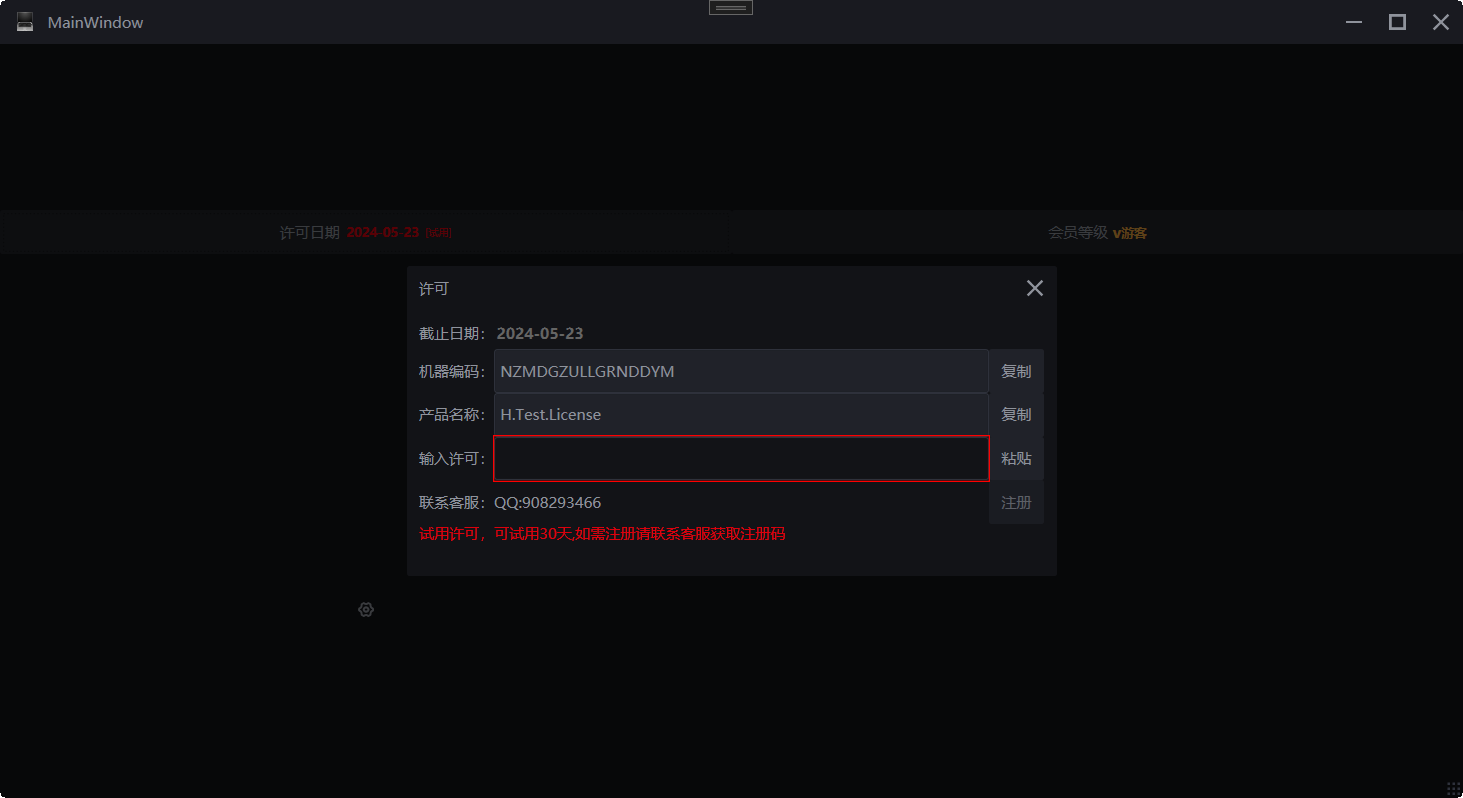 MainWindow
许可日期 2024-05-23 [试用] 会员等级 v游客
许可
截止日期： 2024-05-23
机器编码： NZMDGZULLGRNDDYM 复制
产品名称： H.Test.License 复制
输入许可： 粘贴
联系客服： QQ:908293466 注册
试用许可，可试用30天,如需注册请联系客服获取注册码